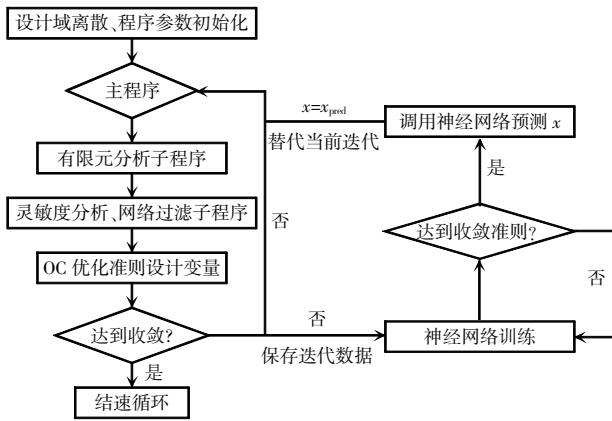 设计域离散、程序参数初始化
主程序
有限元分析子程序
灵敏度分析、网络过滤子程序
OC 优化准则设计变量
达到收敛?
是
结速循环
否
x=xpred
替代当前迭代
否
保存迭代数据
调用神经网络预测 x
是
达到收敛准则?
否
神经网络训练